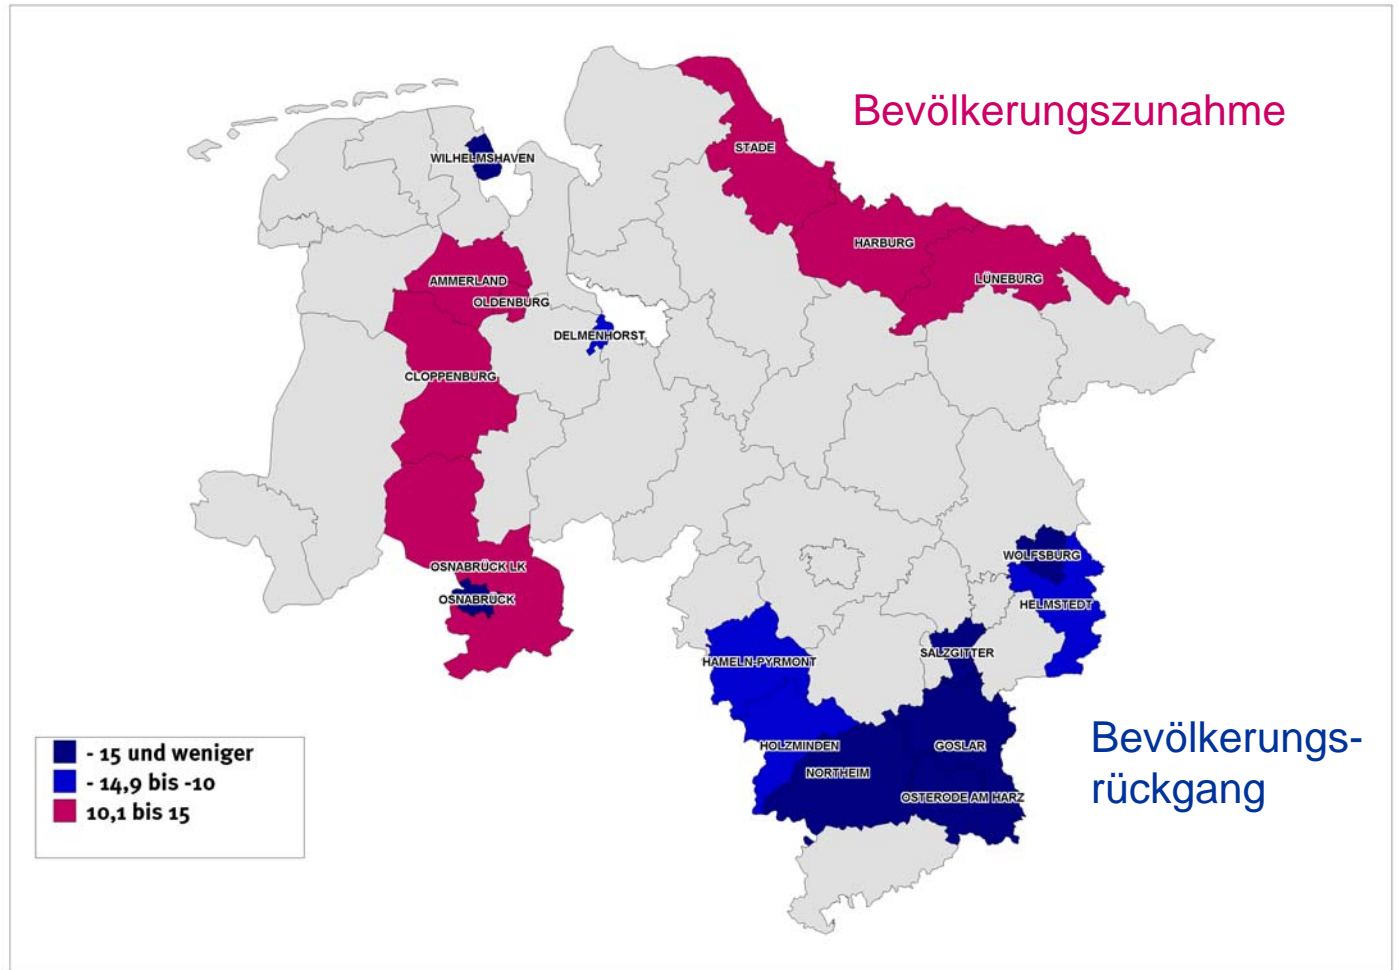 Bevölkerungszunahme
STADE
WILHELMSHAVEN
HARBURG
LÜNEBURG
AMMERLAND
OLDENBURG
DELMENHORST
CLOPPENBURG
WOLFSBURG
OSNABRÜCK LK
OSNABRÜCK
HELMSTEDT
SALZGITTER
HAMELN-PYRMONT
HOLZMINDEN
GOSLAR
NORTHEIM
OSTERODE AM HARZ
Bevölkerungs-
rückgang
- 15 und weniger
- 14,9 bis -10
10,1 bis 15